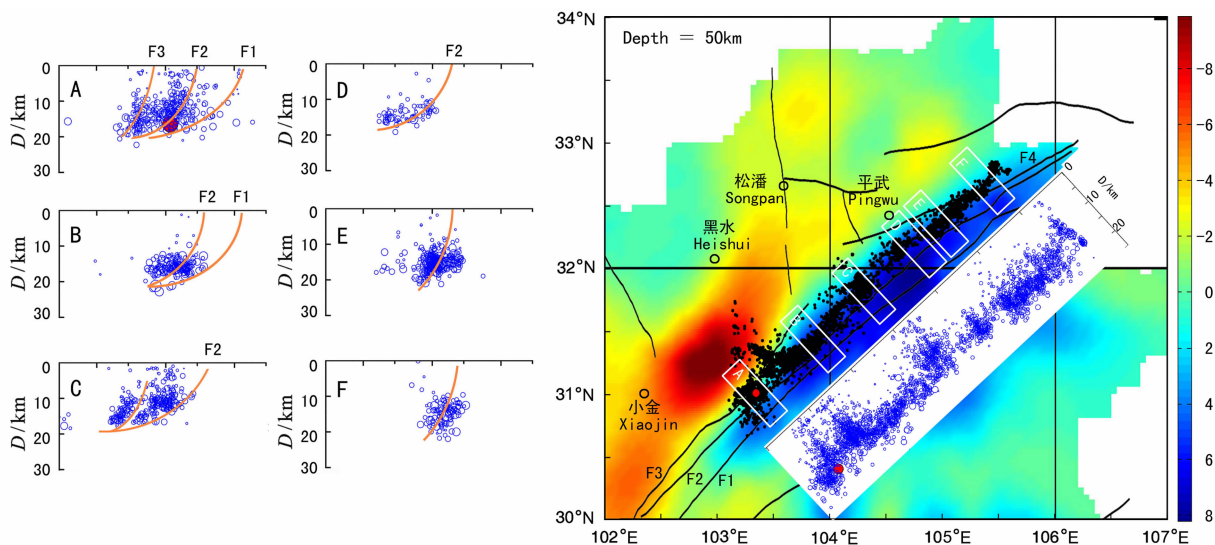 F3 F2 F1
A
D/km
0
10
20
30
F2
D
D/km
0
10
20
30
F2 F1
B
D/km
0
10
20
30
E
D/km
0
10
20
30
F2
C
D/km
0
10
20
30
F
D/km
0
10
20
30
34°N
33°N
32°N
31°N
30°N
102°E
103°E
104°E
105°E
106°E
107°E
Depth = 50km
松潘
Songpan
平武
Pingwu
黑水
Heishui
小金
Xiaojin
F4
F
E
D
C
B
A
F3
F2
F1
0
10
20
D/km
-8
-6
-4
-2
0
2
4
6
8